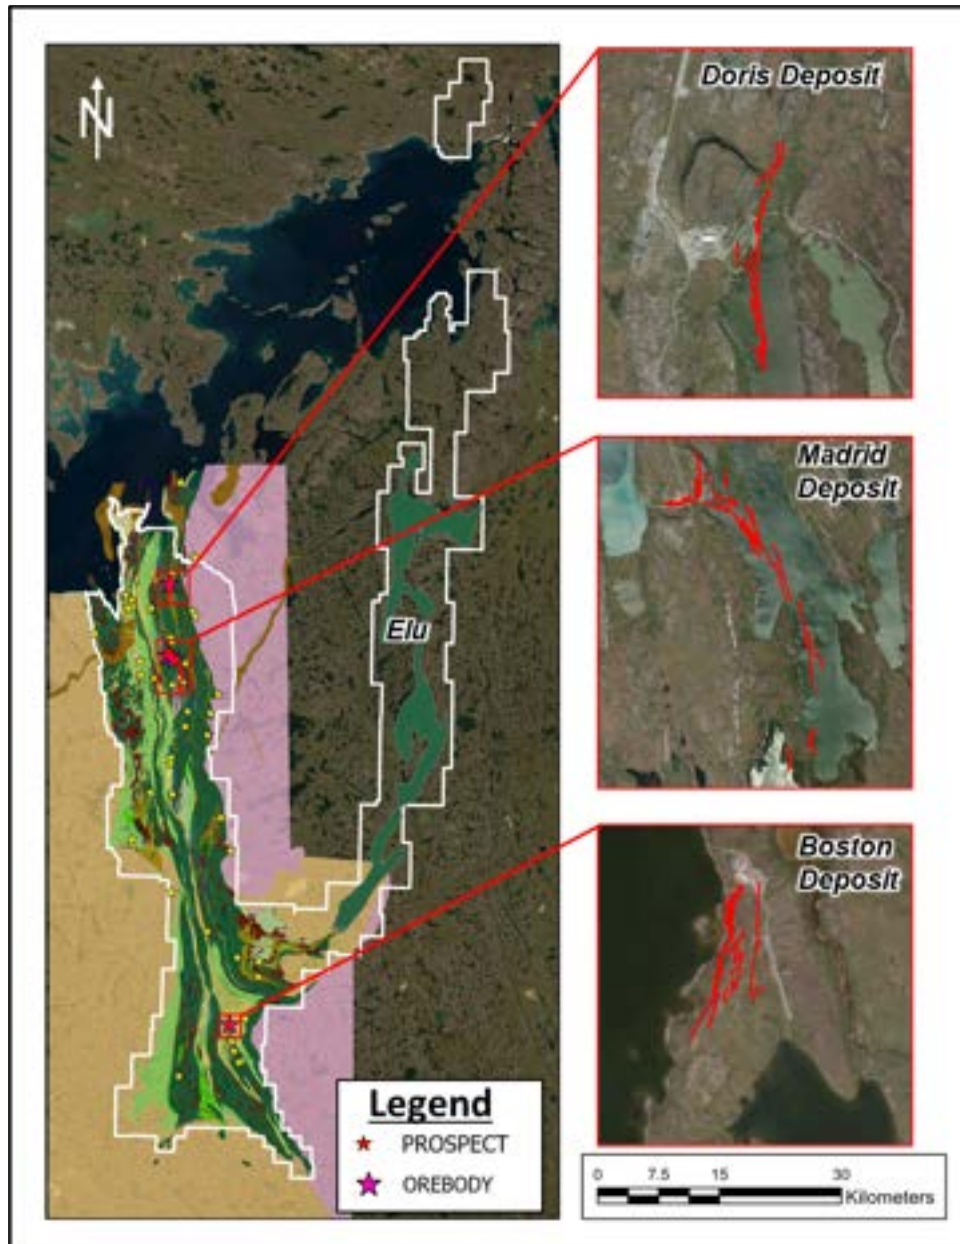 N
Doris Deposit
Madrid
Deposit
Elu
Boston
Deposit
Legend
PROSPECT
OREBODY
0 7.5 15 30
Kilometers